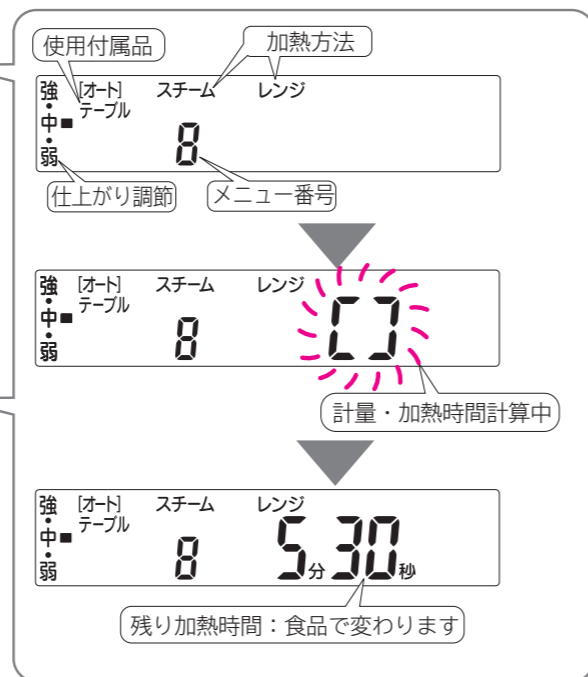 使用付属品
加熱方法
強・中・弱
[オート] スチーム レンジ
テーブル
8
仕上がり調節
メニュー番号
強・中・弱
[オート] スチーム レンジ
テーブル
8
計量・加熱時間計算中
強・中・弱
[オート] スチーム レンジ
テーブル
8 5分30秒
残り加熱時間：食品で変わります